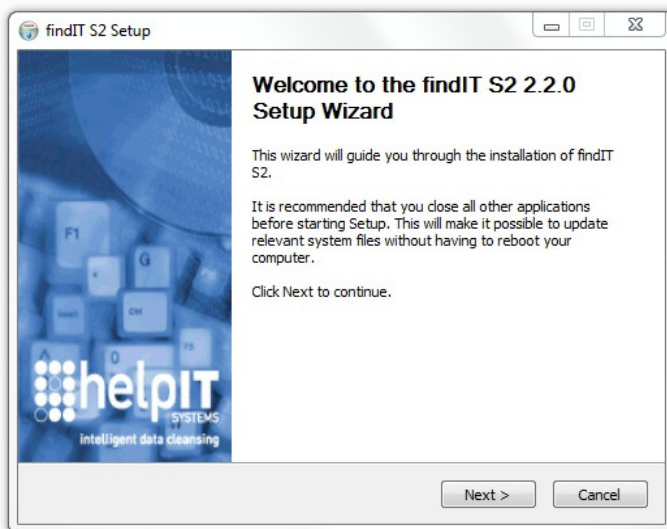 findIT S2 Setup
Welcome to the findIT S2 2.2.0
Setup Wizard
This wizard will guide you through the installation of findIT
S2.
It is recommended that you close all other applications
before starting Setup. This will make it possible to update
relevant system files without having to reboot your
computer.
Click Next to continue.
F1
G
Ctrl
0
helpIT
SYSTEMS
intelligent data cleansing
Next >
Cancel